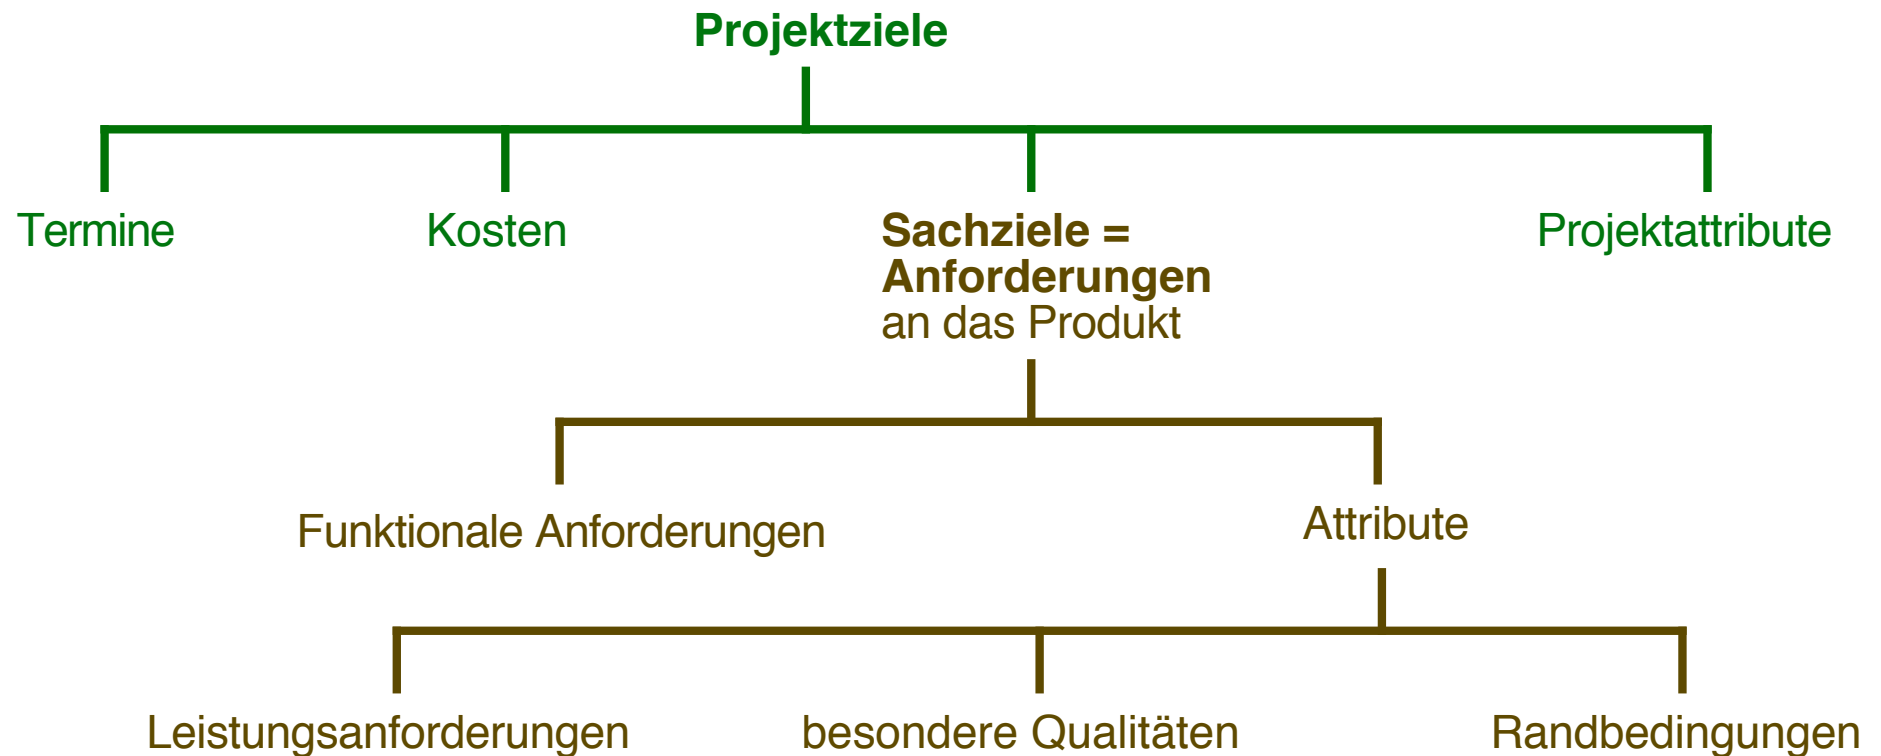 Projektziele
Termine
Kosten
Sachziele =
Anforderungen
an das Produkt
Projektattribute
Funktionale Anforderungen
Attribute
Leistungsanforderungen
besondere Qualitäten
Randbedingungen